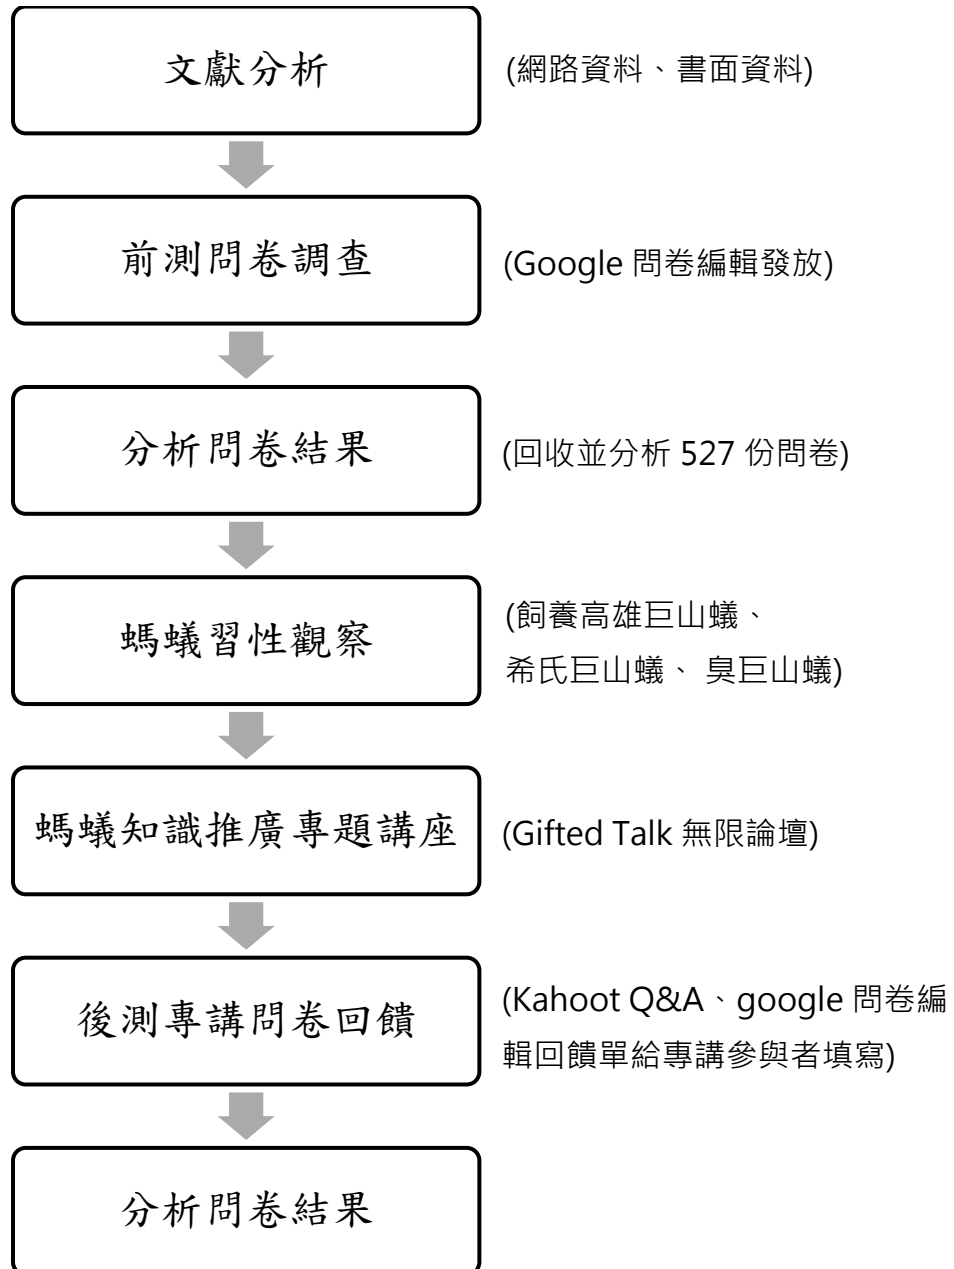 文獻分析
(網路資料、書面資料)
前測問卷調查
(Google 問卷編輯發放)
分析問卷結果
(回收並分析 527 份問卷)
螞蟻習性觀察
(飼養高雄巨山蟻、
希氏巨山蟻、 臭巨山蟻)
螞蟻知識推廣專題講座
(Gifted Talk 無限論壇)
後測專講問卷回饋
(Kahoot Q&A、google 問卷編
輯回饋單給專講參與者填寫)
分析問卷結果